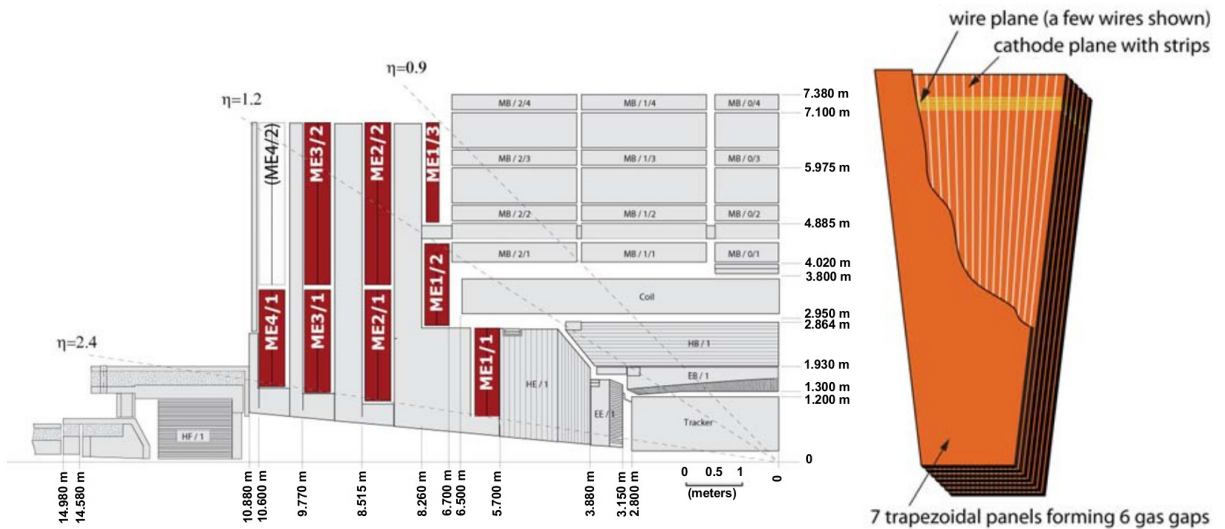 η=0.9
η=1.2
η=2.4
(ME4/2)
ME3/2
ME2/2
ME1/3
ME4/1
ME3/1
ME2/1
ME1/2
ME1/1
MB / 2/4
MB / 1/4
MB / 0/4
MB / 2/3
MB / 1/3
MB / 0/3
MB / 2/2
MB / 1/2
MB / 0/2
MB / 2/1
MB / 1/1
MB / 0/1
Coil
HB / 1
HE / 1
EB / 1
EE / 1
Tracker
HF / 1
7.380 m
7.100 m
5.975 m
4.885 m
4.020 m
3.800 m
2.950 m
2.864 m
1.930 m
1.300 m
1.200 m
0
0 0.5 1
(meters)
14.980 m
14.580 m
10.880 m
10.600 m
9.770 m
8.515 m
8.260 m
6.700 m
6.500 m
5.700 m
3.880 m
3.150 m
2.800 m
0
wire plane (a few wires shown)
cathode plane with strips
7 trapezoidal panels forming 6 gas gaps